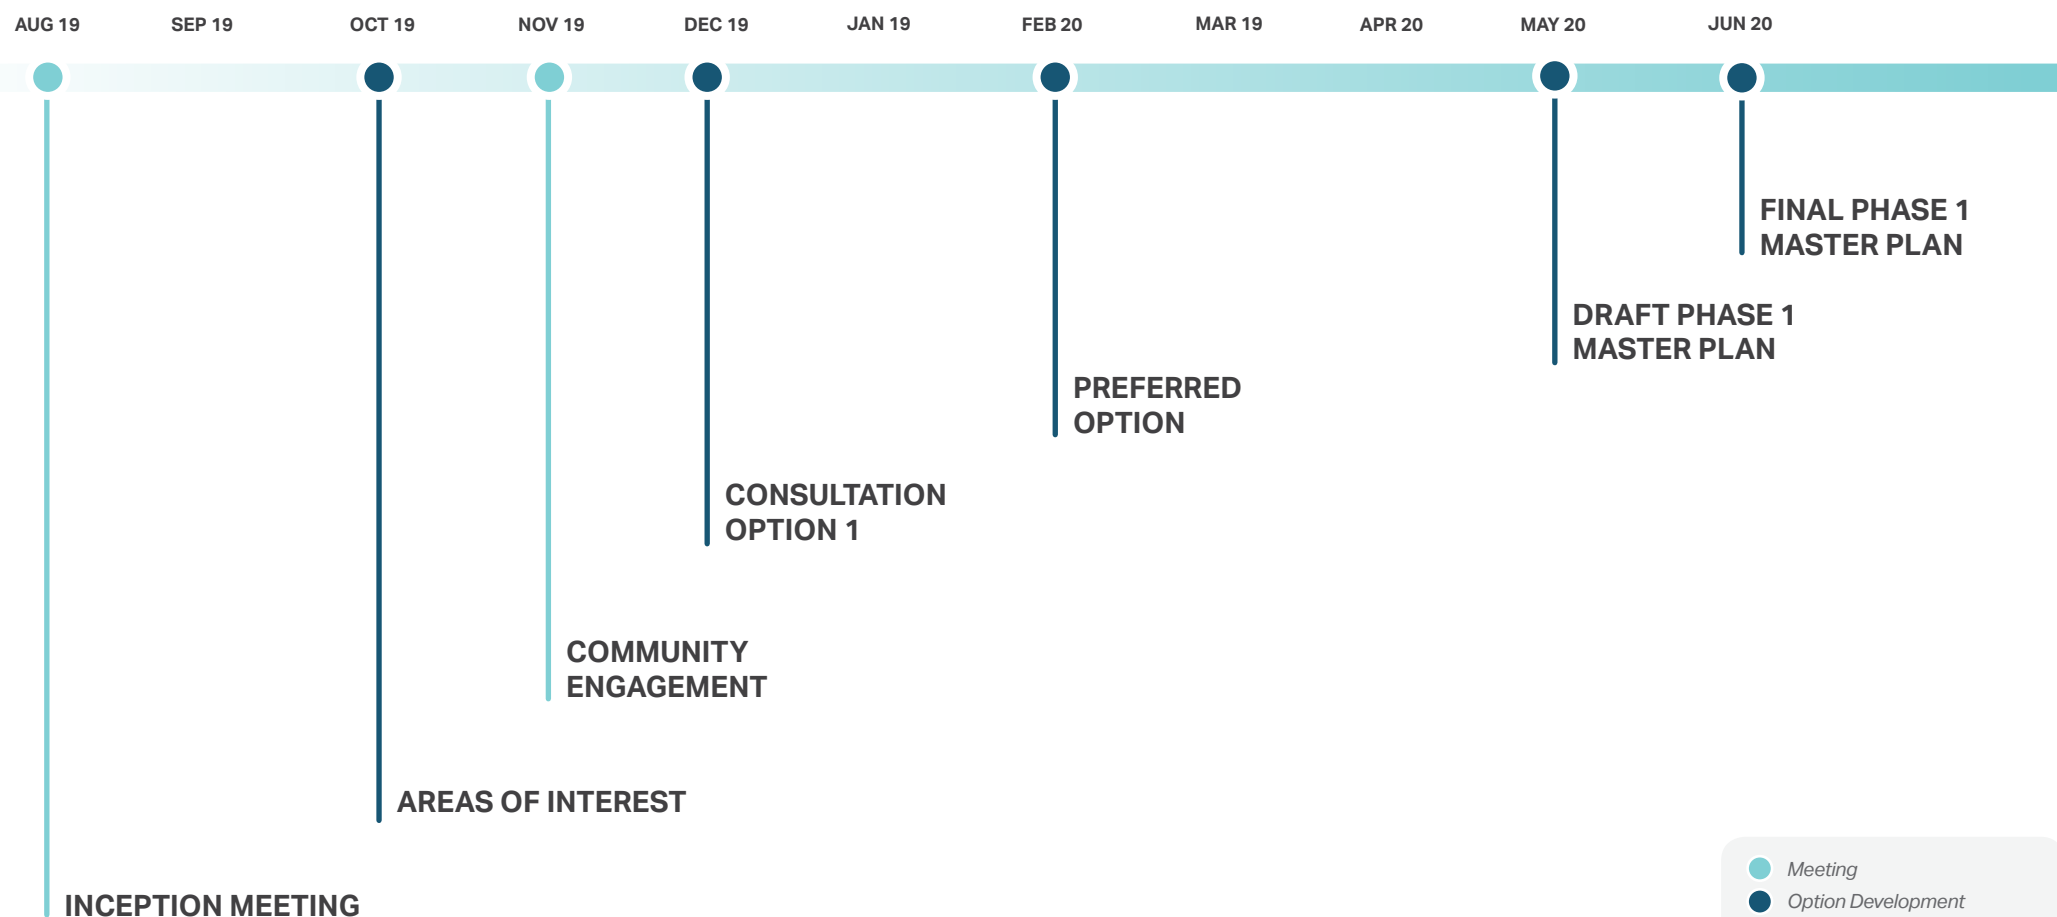 AUG 19
SEP 19
OCT 19
NOV 19
DEC 19
JAN 19
FEB 20
MAR 19
APR 20
MAY 20
JUN 20
FINAL PHASE 1
MASTER PLAN
DRAFT PHASE 1
MASTER PLAN
PREFERRED
OPTION
CONSULTATION
OPTION 1
COMMUNITY
ENGAGEMENT
AREAS OF INTEREST
INCEPTION MEETING
Meeting
Option Development